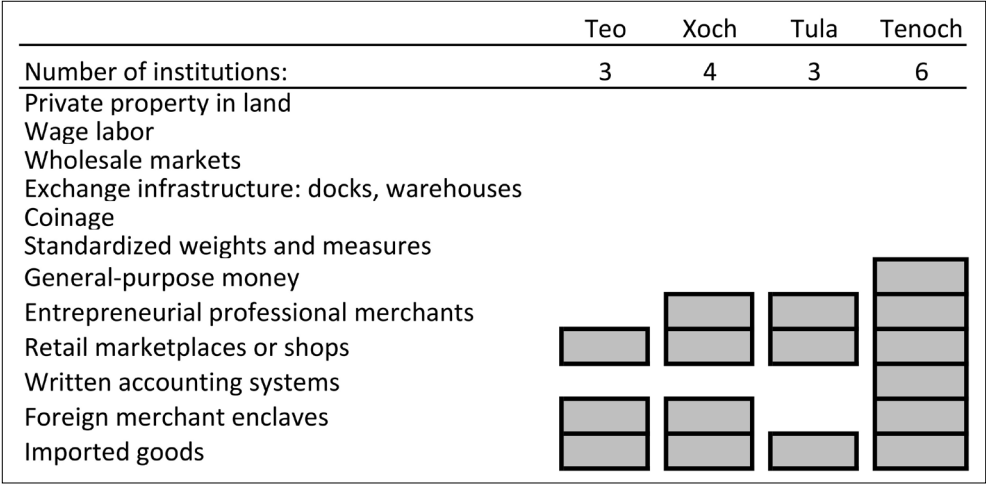 Teo Xoch Tula Tenoch
Number of institutions: 3 4 3 6
Private property in land
Wage labor
Wholesale markets
Exchange infrastructure: docks, warehouses
Coinage
Standardized weights and measures
General-purpose money
Entrepreneurial professional merchants
Retail marketplaces or shops
Written accounting systems
Foreign merchant enclaves
Imported goods